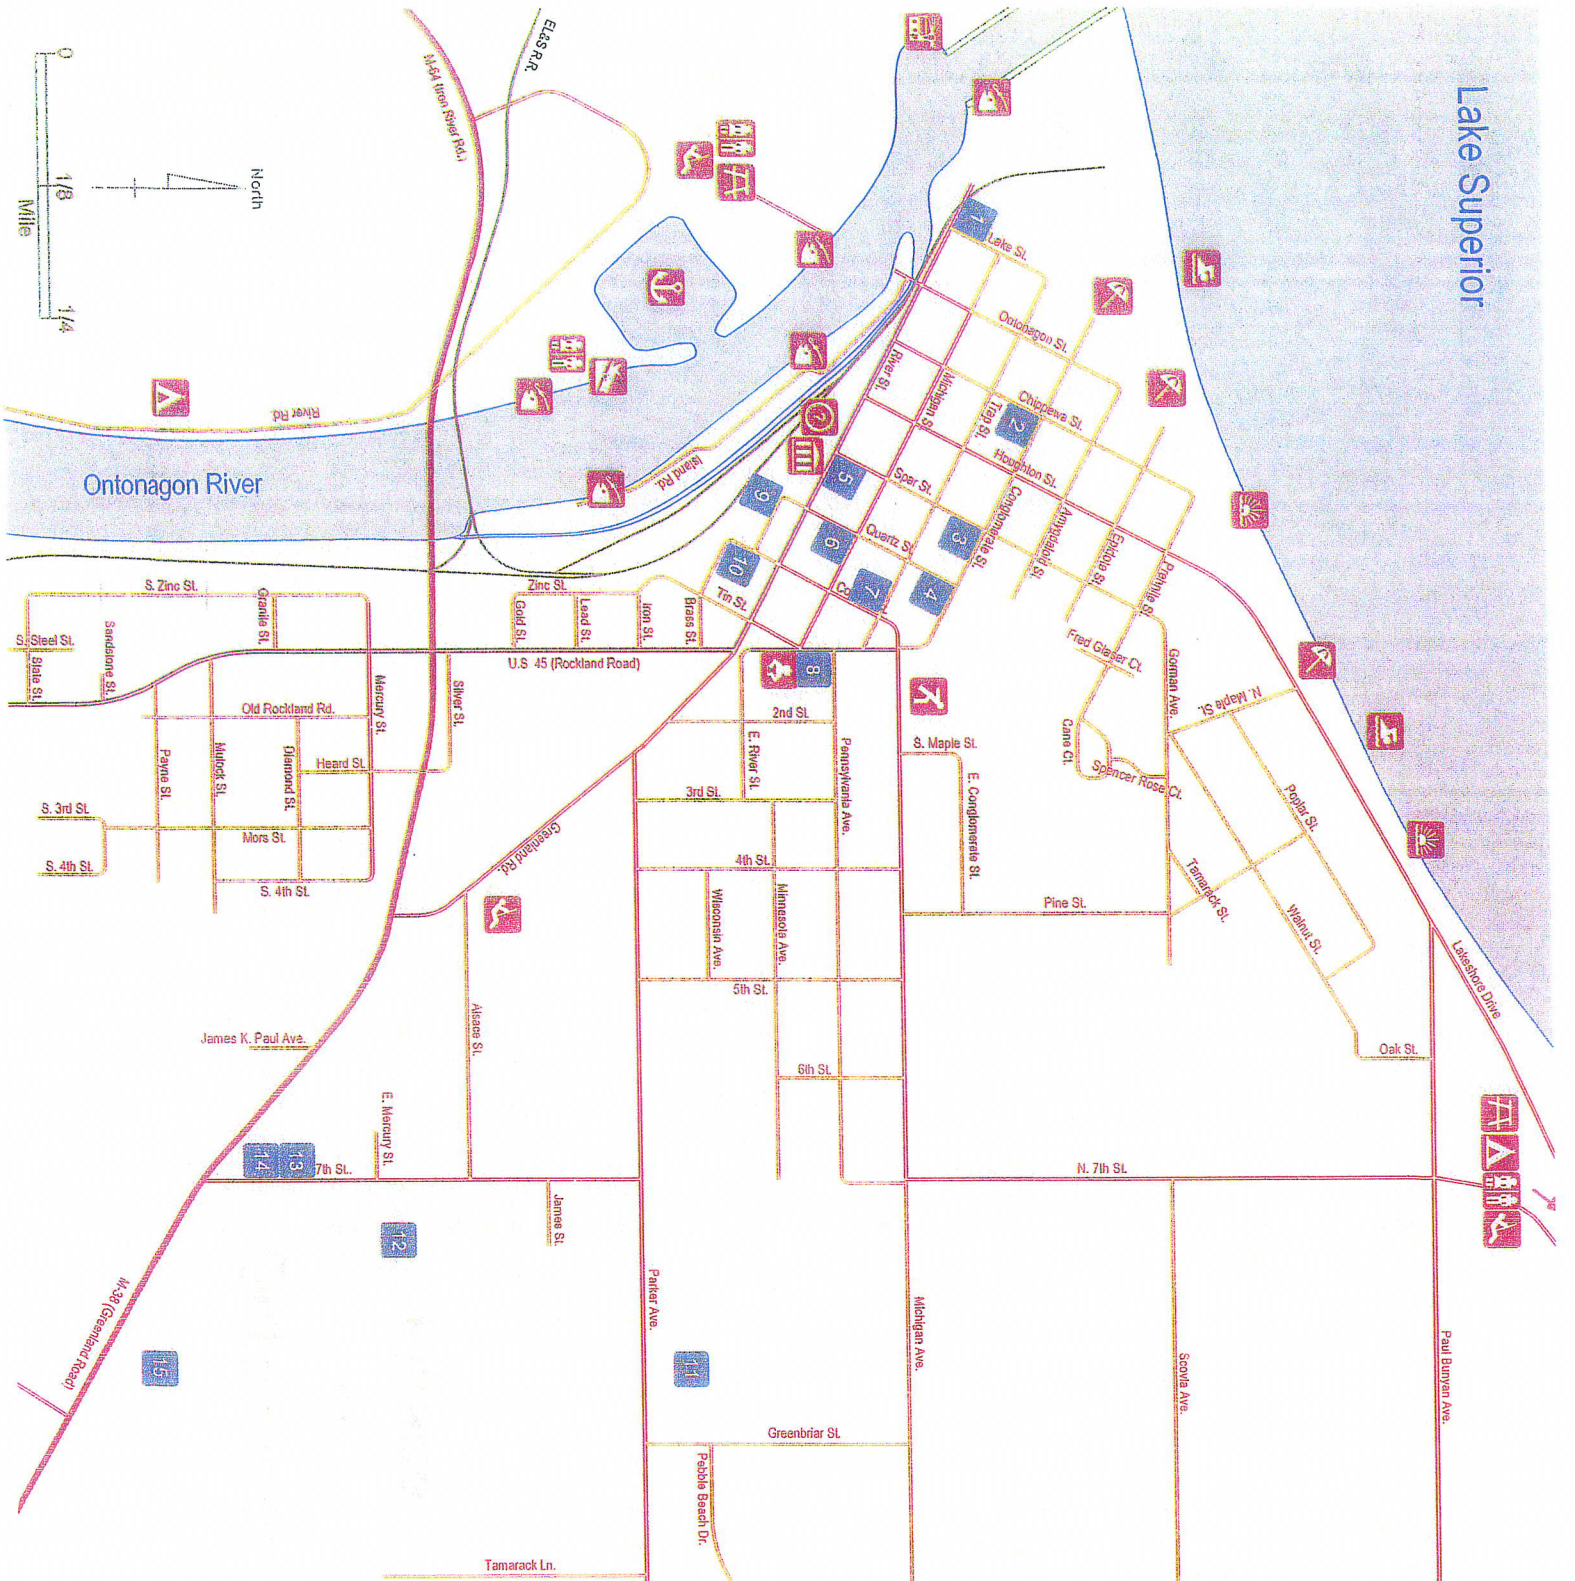 Lake Superior
Ontonagon River
EL&S R.R.
M-64 (Iron River Rd.)
North
0
1/8
1/4
Mile
River Rd
Island Rd.
1
2
3
4
5
6
7
8
9
10
11
12
13
14
15
?
Lake St.
Ontonagon St.
Chippewa St.
River St.
Michigan St.
Trap St.
Houghton St.
Spar St.
Quartz St.
Conglomerate St.
Amygdaloid St.
Epidote St.
Prehnite St.
Tin St.
Zinc St.
Gold St.
Lead St.
Iron St.
Brass St.
U.S 45 (Rockland Road)
S. Zinc St.
Granite St.
S. Steel St.
Slate St.
Sandstone St.
Old Rockland Rd.
Mercury St.
Silver St.
Payne St.
Mulock St.
Diamond St.
Heard St.
S. 3rd St.
Mors St.
S. 4th St.
S. 4th St.
Greenland Rd.
2nd St.
E. River St.
Pennsylvania Ave.
3rd St.
4th St.
Wisconsin Ave.
Minnesota Ave.
5th St.
6th St.
S. Maple St.
E. Conglomerate St.
Pine St.
Fred Glaser Ct.
Gorman Ave.
Cane Ct.
Spencer Rose Ct.
N. Maple St.
Poplar St.
Tamarack St.
Walnut St.
Lakeshore Drive
Oak St.
Alsace St.
James K. Paul Ave.
E. Mercury St.
7th St..
N. 7th St.
James St.
M-38 (Greenland Road)
Parker Ave.
Michigan Ave.
Scovia Ave.
Paul Bunyan Ave.
Greenbriar St.
Pebble Beach Dr.
Tamarack Ln.